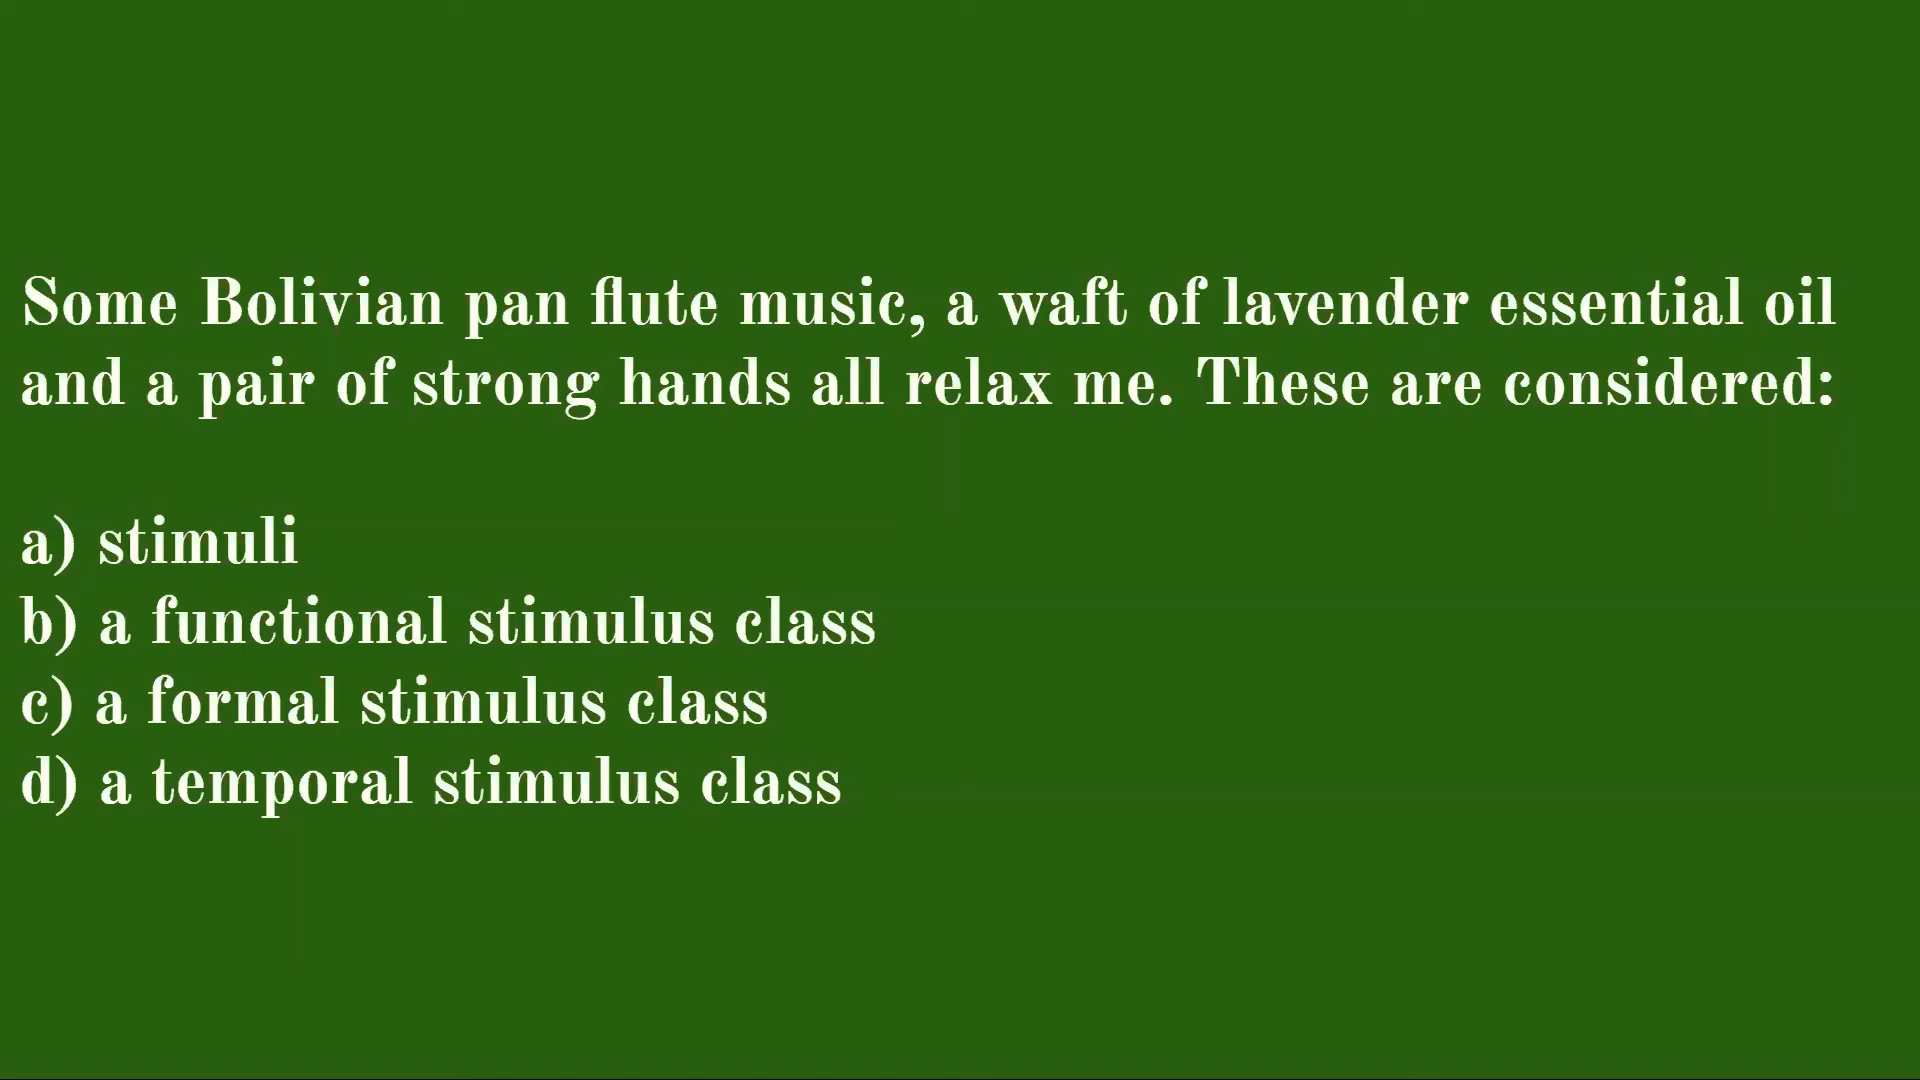 Some Bolivian pan flute music, a waft of lavender essential oil
and a pair of strong hands all relax me. These are considered:
a) stimuli
b) a functional stimulus class
c) a formal stimulus class
d) a temporal stimulus class